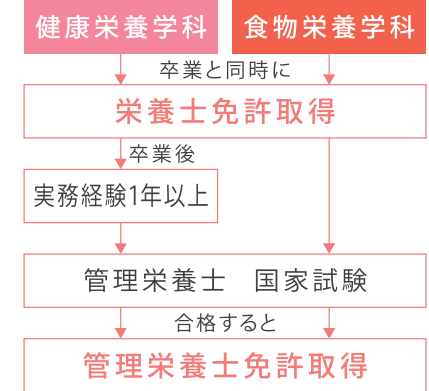 健康栄養学科 食物栄養学科
卒業と同時に
栄養士免許取得
卒業後
実務経験1年以上
管理栄養士 国家試験
合格すると
管理栄養士免許取得